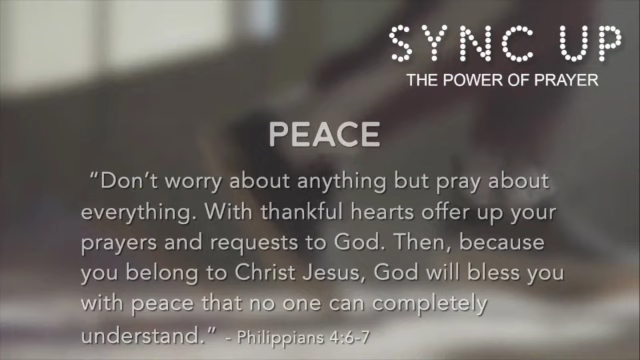 SYNC UP
THE POWER OF PRAYER
PEACE
“Don’t worry about anything but pray about
everything. With thankful hearts offer up your
prayers and requests to God. Then, because
you belong to Christ Jesus, God will bless you
with peace that no one can completely
understand.” - Philippians 4:6-7